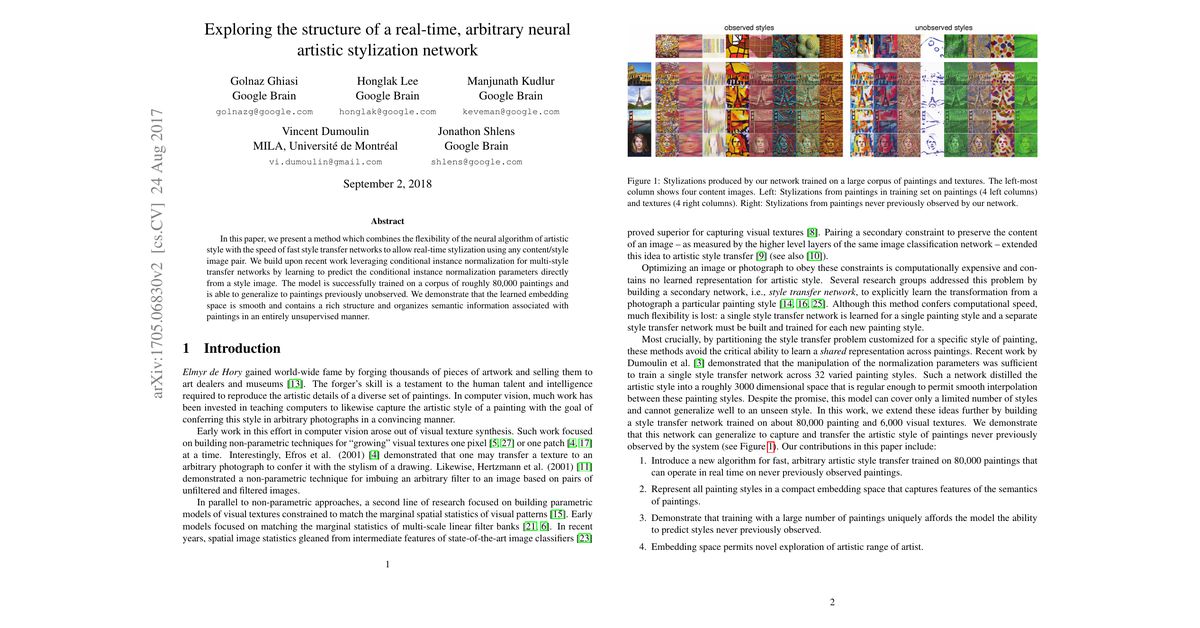 arXiv:1705.06830v2 [cs.CV] 24 Aug 2017
Exploring the structure of a real-time, arbitrary neural
artistic stylization network
Golnaz Ghiasi
Google Brain
golnazg@google.com
Honglak Lee
Google Brain
honglak@google.com
Manjunath Kudlur
Google Brain
keveman@google.com
Vincent Dumoulin
MILA, Université de Montréal
vi.dumoulin@gmail.com
Jonathon Shlens
Google Brain
shlens@google.com
September 2, 2018
Abstract
In this paper, we present a method which combines the flexibility of the neural algorithm of artistic
style with the speed of fast style transfer networks to allow real-time stylization using any content/style
image pair. We build upon recent work leveraging conditional instance normalization for multi-style
transfer networks by learning to predict the conditional instance normalization parameters directly
from a style image. The model is successfully trained on a corpus of roughly 80,000 paintings and
is able to generalize to paintings previously unobserved. We demonstrate that the learned embedding
space is smooth and contains a rich structure and organizes semantic information associated with
paintings in an entirely unsupervised manner.
1 Introduction
Elmyr de Hory gained world-wide fame by forging thousands of pieces of artwork and selling them to
art dealers and museums [13]. The forger's skill is a testament to the human talent and intelligence
required to reproduce the artistic details of a diverse set of paintings. In computer vision, much work has
been invested in teaching computers to likewise capture the artistic style of a painting with the goal of
conferring this style in arbitrary photographs in a convincing manner.
Early work in this effort in computer vision arose out of visual texture synthesis. Such work focused
on building non-parametric techniques for "growing" visual textures one pixel [5, 27] or one patch [4, 17]
at a time. Interestingly, Efros et al. (2001) [4] demonstrated that one may transfer a texture to an
arbitrary photograph to confer it with the stylism of a drawing. Likewise, Hertzmann et al. (2001) [11]
demonstrated a non-parametric technique for imbuing an arbitrary filter to an image based on pairs of
unfiltered and filtered images.
In parallel to non-parametric approaches, a second line of research focused on building parametric
models of visual textures constrained to match the marginal spatial statistics of visual patterns [15]. Early
models focused on matching the marginal statistics of multi-scale linear filter banks [21, 6]. In recent
years, spatial image statistics gleaned from intermediate features of state-of-the-art image classifiers [23]
1
observed styles
unobserved styles
Figure 1: Stylizations produced by our network trained on a large corpus of paintings and textures. The left-most
column shows four content images. Left: Stylizations from paintings in training set on paintings (4 left columns)
and textures (4 right columns). Right: Stylizations from paintings never previously observed by our network.
proved superior for capturing visual textures [8]. Pairing a secondary constraint to preserve the content
of an image – as measured by the higher level layers of the same image classification network – extended
this idea to artistic style transfer [9] (see also [10]).
Optimizing an image or photograph to obey these constraints is computationally expensive and con-
tains no learned representation for artistic style. Several research groups addressed this problem by
building a secondary network, i.e., style transfer network, to explicitly learn the transformation from a
photograph a particular painting style [14, 16, 25]. Although this method confers computational speed,
much flexibility is lost: a single style transfer network is learned for a single painting style and a separate
style transfer network must be built and trained for each new painting style.
Most crucially, by partitioning the style transfer problem customized for a specific style of painting,
these methods avoid the critical ability to learn a shared representation across paintings. Recent work by
Dumoulin et al. [3] demonstrated that the manipulation of the normalization parameters was sufficient
to train a single style transfer network across 32 varied painting styles. Such a network distilled the
artistic style into a roughly 3000 dimensional space that is regular enough to permit smooth interpolation
between these painting styles. Despite the promise, this model can cover only a limited number of styles
and cannot generalize well to an unseen style. In this work, we extend these ideas further by building
a style transfer network trained on about 80,000 painting and 6,000 visual textures. We demonstrate
that this network can generalize to capture and transfer the artistic style of paintings never previously
observed by the system (see Figure 1). Our contributions in this paper include:
1. Introduce a new algorithm for fast, arbitrary artistic style transfer trained on 80,000 paintings that
can operate in real time on never previously observed paintings.
2. Represent all painting styles in a compact embedding space that captures features of the semantics
of paintings.
3. Demonstrate that training with a large number of paintings uniquely affords the model the ability
to predict styles never previously observed.
4. Embedding space permits novel exploration of artistic range of artist.
2